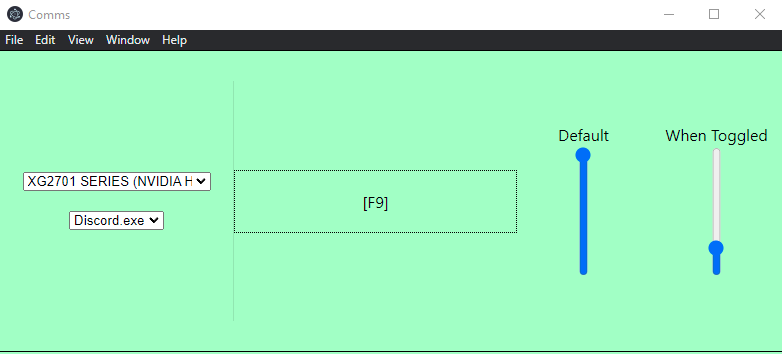 Comms
File Edit View Window Help
Default
When Toggled
XG2701 SERIES (NVIDIA H
[F9]
Discord.exe